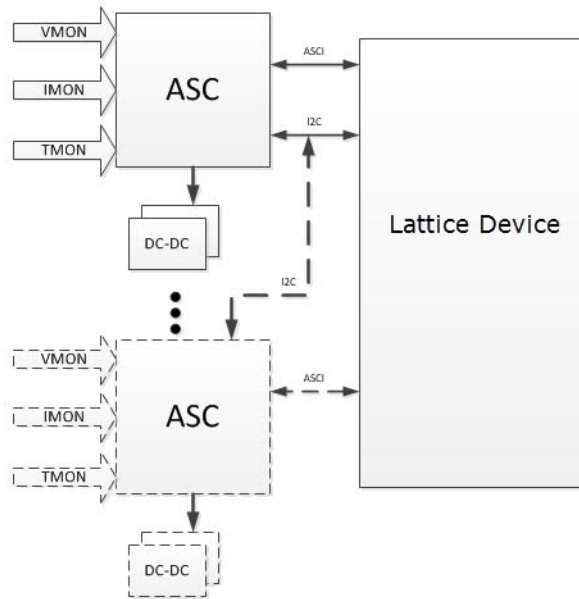 VMON
IMON
TMON
ASC
ASCI
I2C
Lattice Device
DC-DC
I2C
VMON
IMON
TMON
ASC
ASCI
DC-DC